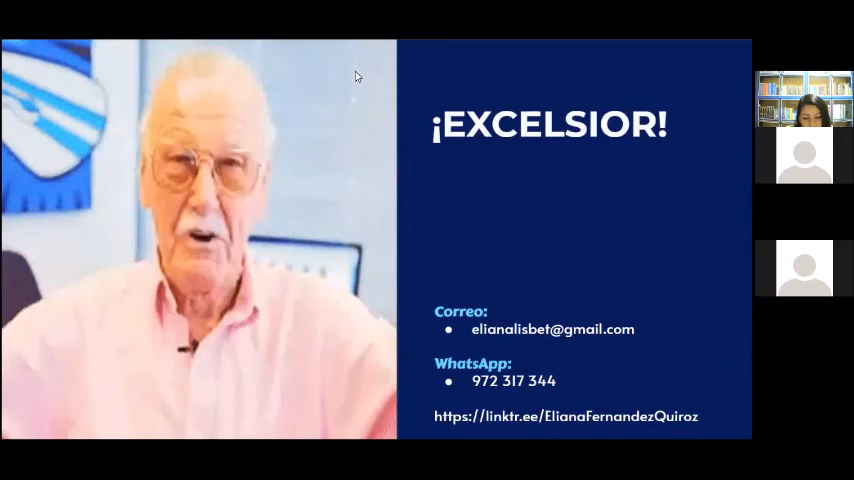 ¡EXCELSIOR!
Correo:
● elianalisbet@gmail.com
WhatsApp:
● 972 317 344
https://linktr.ee/ElianaFernandezQuiroz